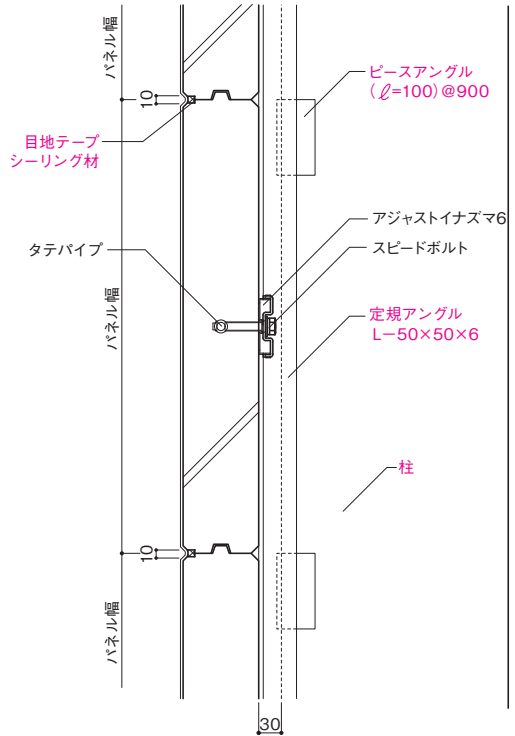 パネル幅
10
ピースアングル
(ℓ=100)@900
目地テープ
シーリング材
アジャストイナズマ6
タテパイプ
スピードボルト
パネル幅
定規アングル
L−50×50×6
柱
10
パネル幅
30